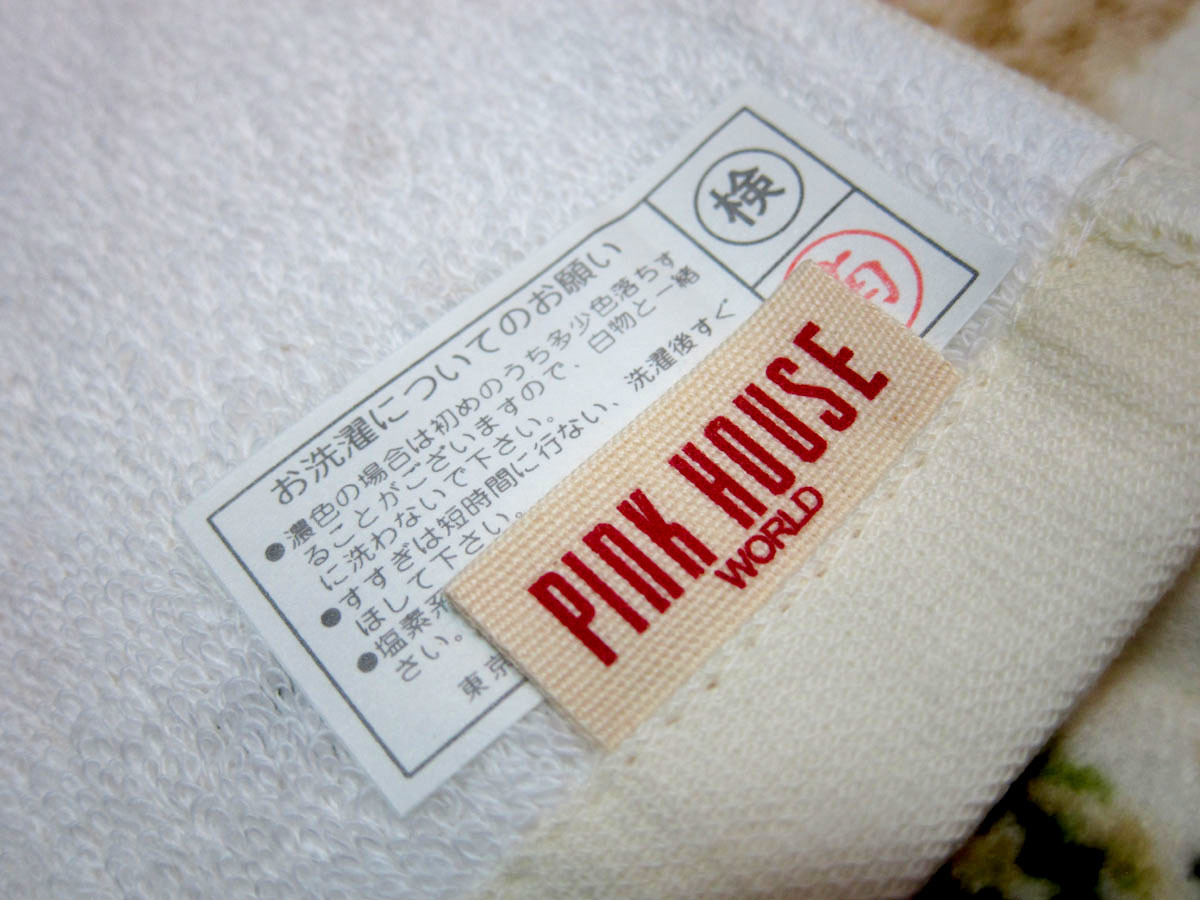 お洗濯についてのお願い
●濃色の場合は初めのうち多少色落ちす
ることがございますので、白物と一緒
に洗わないで下さい。
●すすぎは短時間に行ない、洗濯後すぐ
ほして下さい。
●塩素系
さい。
東京
検
PINK HOUSE
WORLD